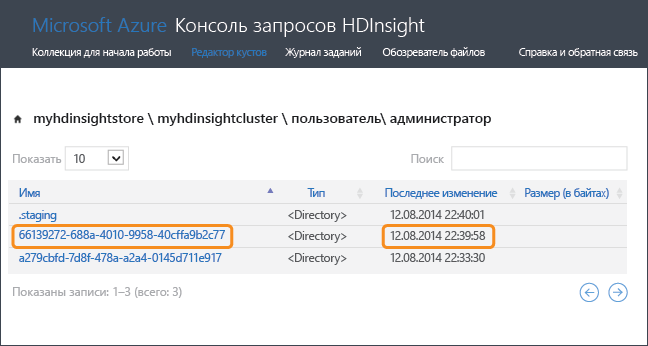 Microsoft Azure Консоль запросов HDInsight
Коллекция для начала работы Редактор кустов Журнал заданий Обозреватель файлов Справка и обратная связь
myhdinsightstore \ myhdinsightcluster \ пользователь\ администратор
Показать 10 Поиск
Имя Тип Последнее изменение Размер (в байтах)
.staging <Directory> 12.08.2014 22:40:01
66139272-688a-4010-9958-40cffa9b2c77 <Directory> 12.08.2014 22:39:58
a279cbfd-7d8f-478a-a2a4-0145d711e917 <Directory> 12.08.2014 22:33:30
Показаны записи: 1–3 (всего: 3)